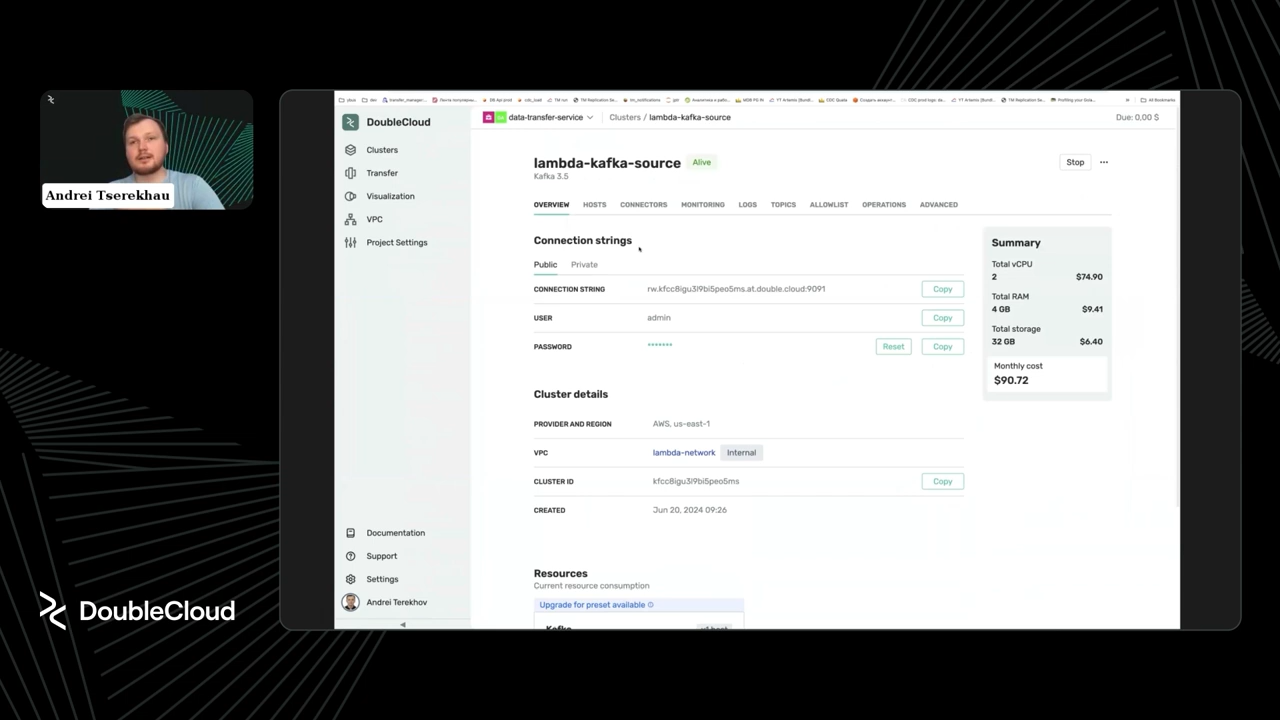 Andrei Tserekhau
DoubleCloud
All Bookmarks
DoubleCloud
data-transfer-service
Clusters / lambda-kafka-source
Due: 0,00 $
Clusters
Transfer
Visualization
VPC
Project Settings
Documentation
Support
Settings
Andrei Terekhov
lambda-kafka-source Alive
Kafka 3.5
Stop
OVERVIEW HOSTS CONNECTORS MONITORING LOGS TOPICS ALLOWLIST OPERATIONS ADVANCED
Connection strings
Public Private
CONNECTION STRING rw.kfcc8igu3l9bi5peo5ms.at.double.cloud:9091 Copy
USER admin Copy
PASSWORD ******* Reset Copy
Cluster details
PROVIDER AND REGION AWS, us-east-1
VPC lambda-network Internal
CLUSTER ID kfcc8igu3l9bi5peo5ms Copy
CREATED Jun 20, 2024 09:26
Resources
Current resource consumption
Upgrade for preset available
Kafka
Summary
Total vCPU
2 $74.90
Total RAM
4 GB $9.41
Total storage
32 GB $6.40
Monthly cost
$90.72